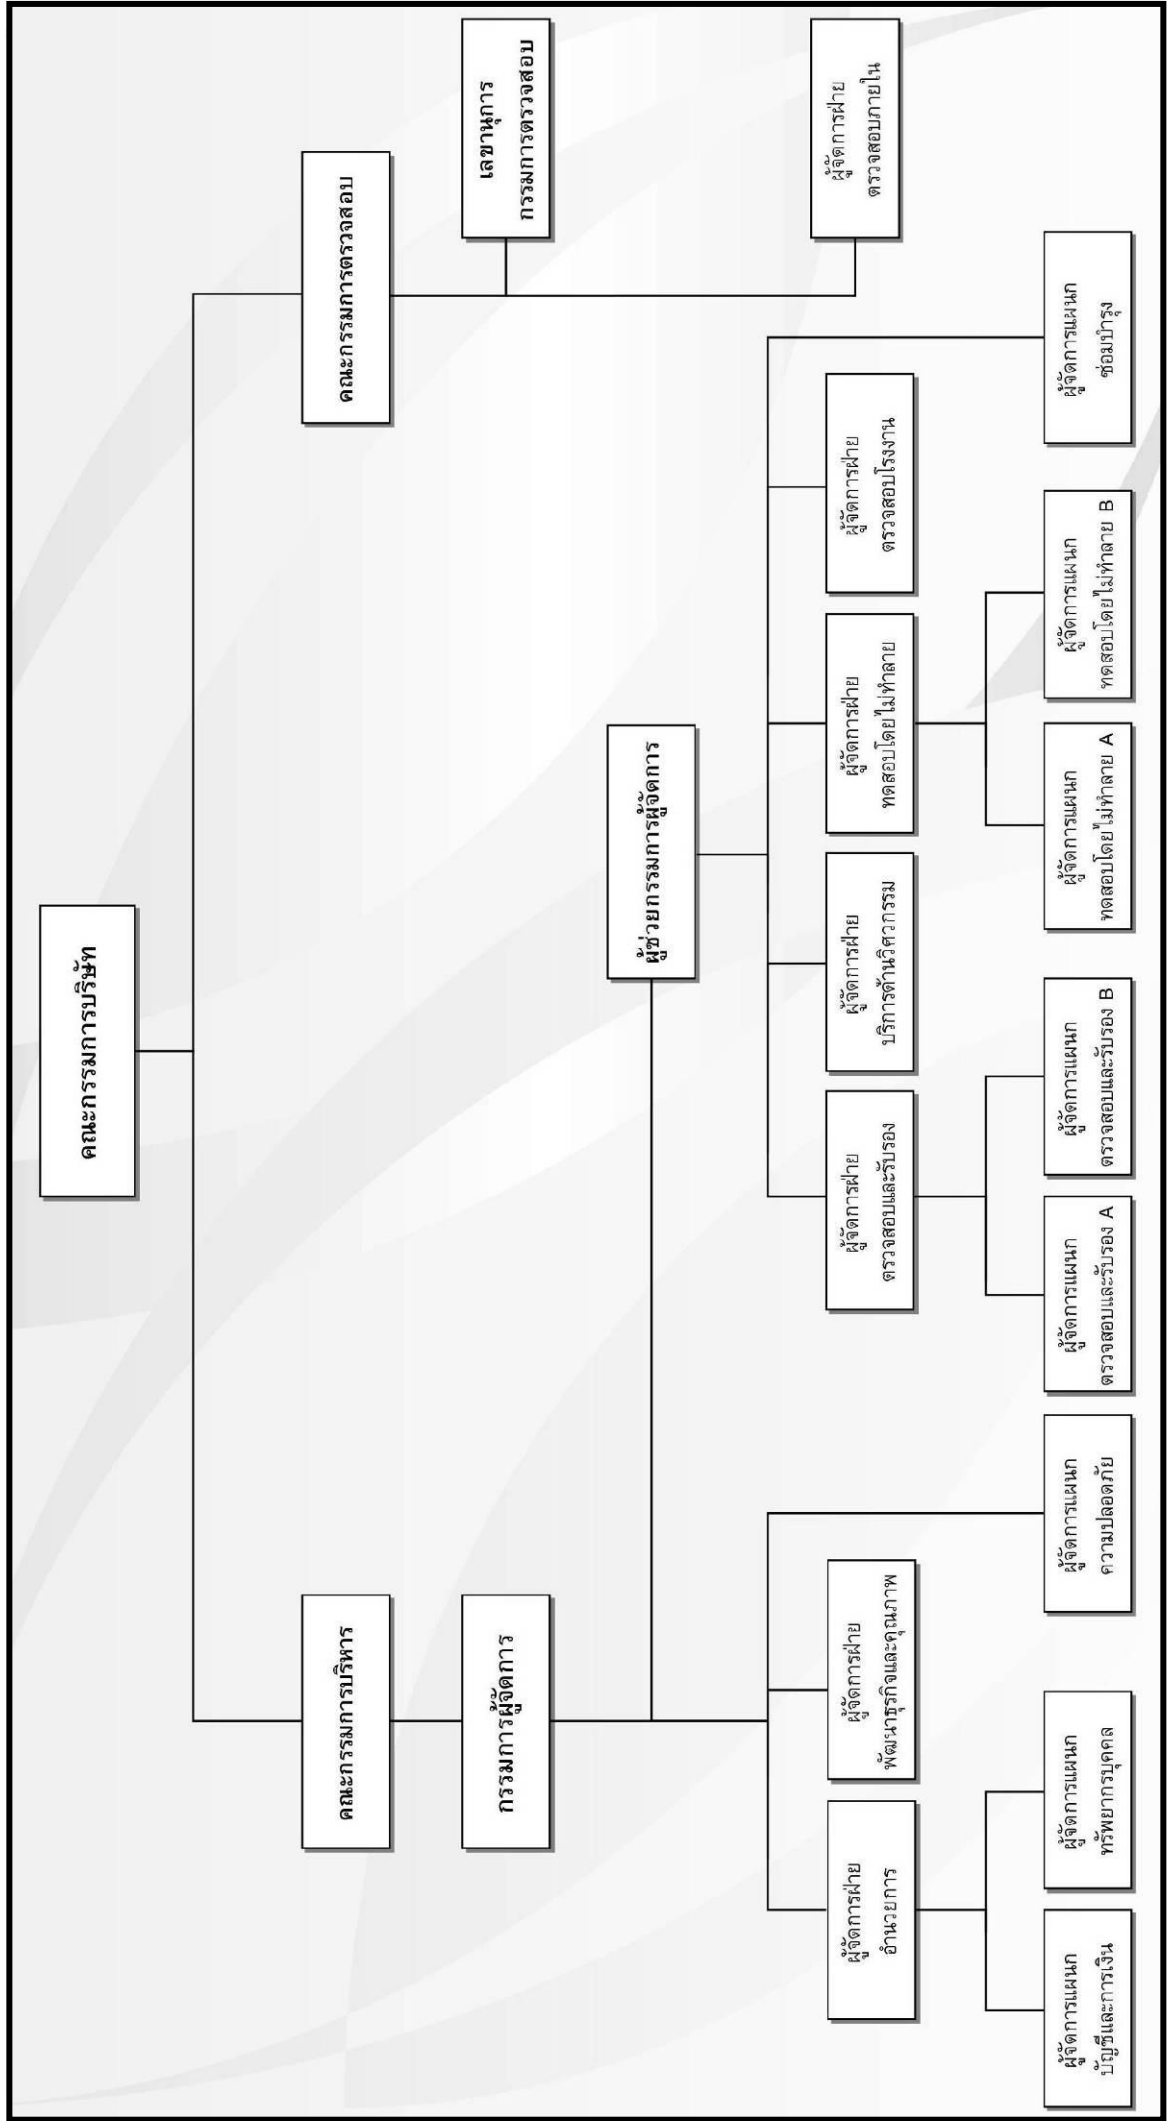 คณะกรรมการบริษัท
คณะกรรมการบริหาร
คณะกรรมการตรวจสอบ
กรรมการผู้จัดการ
เลขานุการ
กรรมการตรวจสอบ
ผู้ช่วยกรรมการผู้จัดการ
ผู้จัดการฝ่าย
อำนวยการ
ผู้จัดการฝ่าย
พัฒนาธุรกิจและคุณภาพ
ผู้จัดการฝ่าย
ตรวจสอบและรับรอง
ผู้จัดการฝ่าย
บริการด้านวิศวกรรม
ผู้จัดการฝ่าย
ทดสอบโดยไม่ทำลาย
ผู้จัดการฝ่าย
ตรวจสอบโรงงาน
ผู้จัดการฝ่าย
ตรวจสอบภายใน
ผู้จัดการแผนก
บัญชีและการเงิน
ผู้จัดการแผนก
ทรัพยากรบุคคล
ผู้จัดการแผนก
ความปลอดภัย
ผู้จัดการแผนก
ตรวจสอบและรับรอง A
ผู้จัดการแผนก
ตรวจสอบและรับรอง B
ผู้จัดการแผนก
ทดสอบโดยไม่ทำลาย A
ผู้จัดการแผนก
ทดสอบโดยไม่ทำลาย B
ผู้จัดการแผนก
ซ่อมบำรุง